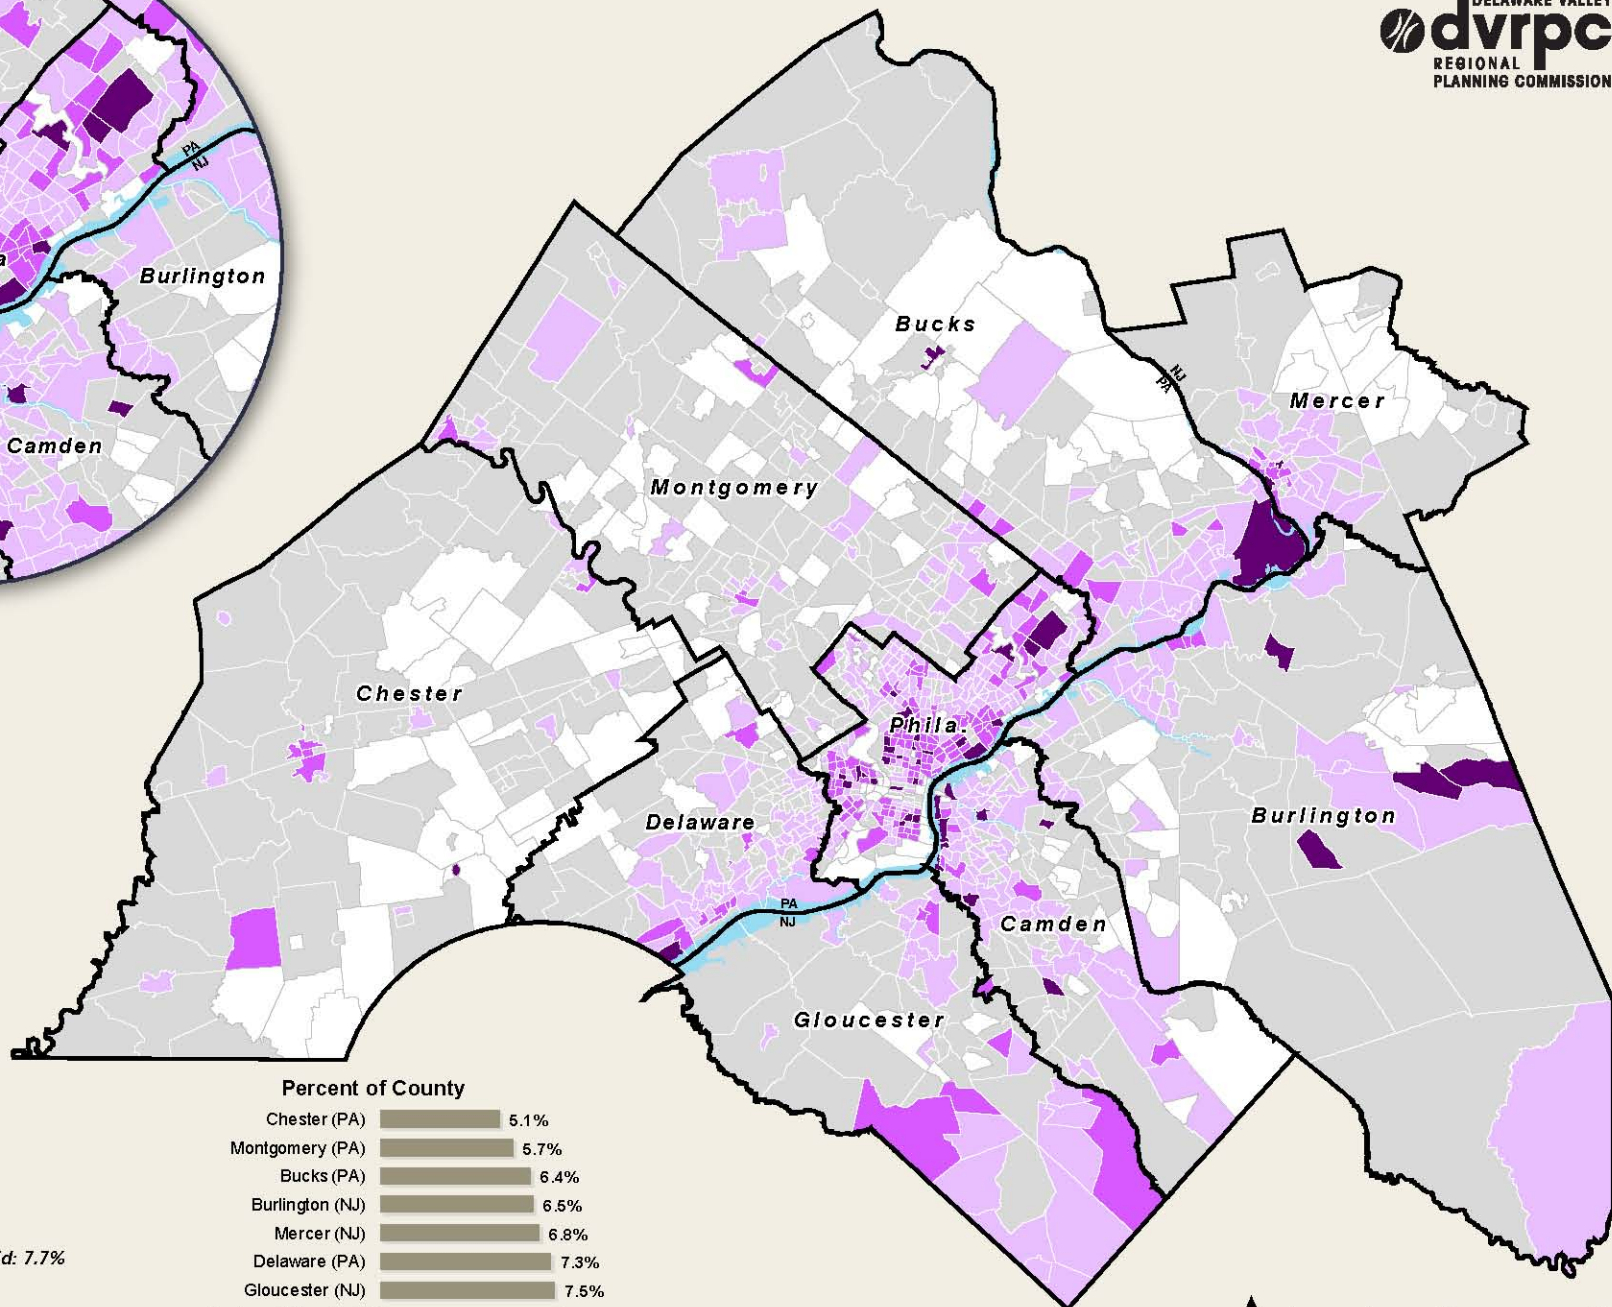 DELAWARE VALLEY
dvrpc
REGIONAL
PLANNING COMMISSION
PA
NJ
Burlington
Camden
Bucks
NJ
PA
Mercer
Montgomery
Chester
Phila.
Delaware
Burlington
PA
NJ
Camden
Gloucester
Percent of County
Chester (PA) 5.1%
Montgomery (PA) 5.7%
Bucks (PA) 6.4%
Burlington (NJ) 6.5%
Mercer (NJ) 6.8%
Delaware (PA) 7.3%
Gloucester (NJ) 7.5%
d: 7.7%